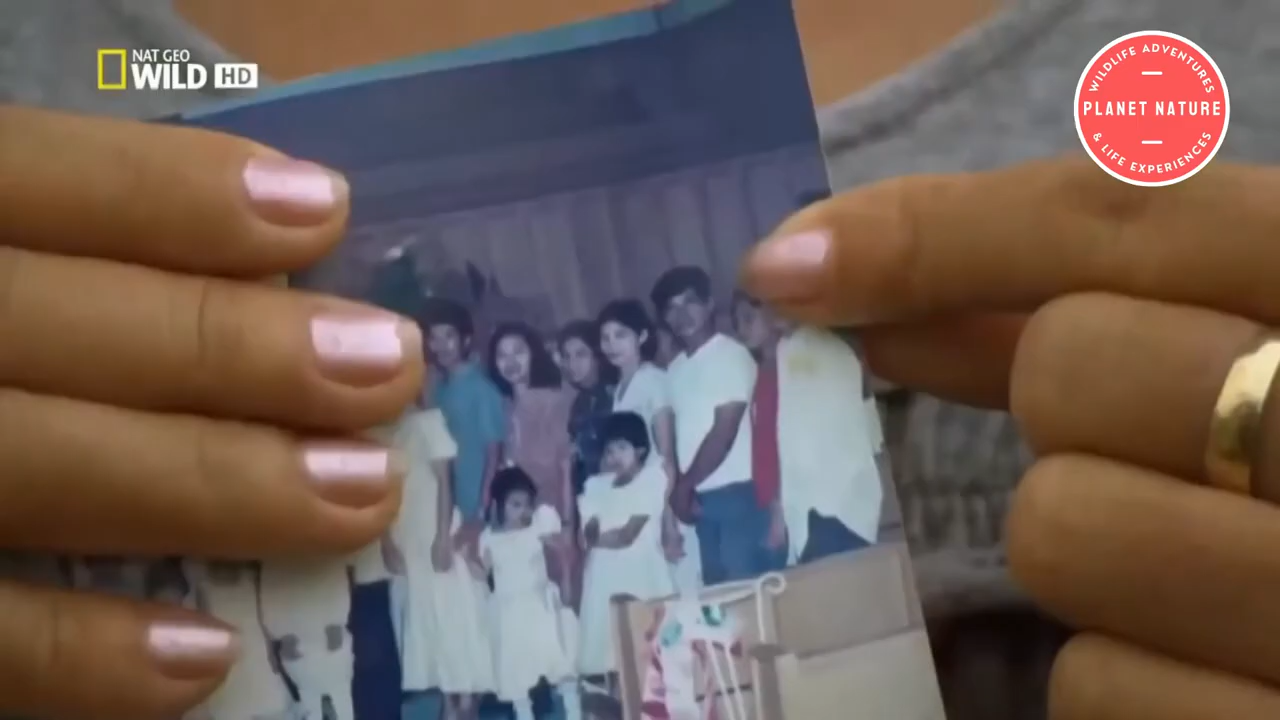 NAT GEO
WILD HD
WILDLIFE ADVENTURES
PLANET NATURE
& LIFE EXPERIENCES